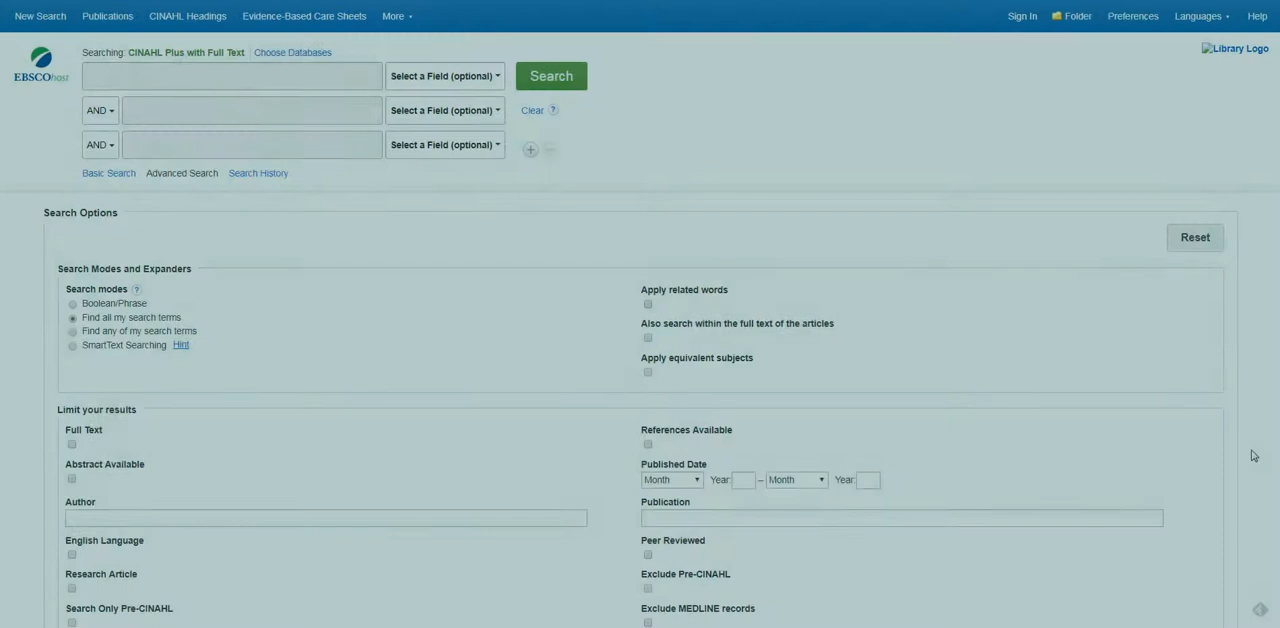 New Search Publications CINAHL Headings Evidence-Based Care Sheets More Sign In Folder Preferences Languages Help
Searching: CINAHL Plus with Full Text Choose Databases Library Logo
EBSCOhost Select a Field (optional) Search
AND Select a Field (optional) Clear ?
AND Select a Field (optional)
Basic Search Advanced Search Search History
Search Options
Reset
Search Modes and Expanders
Search modes ? Apply related words
Boolean/Phrase
Find all my search terms Also search within the full text of the articles
Find any of my search terms
SmartText Searching Hint
Apply equivalent subjects
Limit your results
Full Text References Available
Abstract Available Published Date
Month Year: – Month Year:
Author Publication
English Language Peer Reviewed
Research Article Exclude Pre-CINAHL
Search Only Pre-CINAHL Exclude MEDLINE records